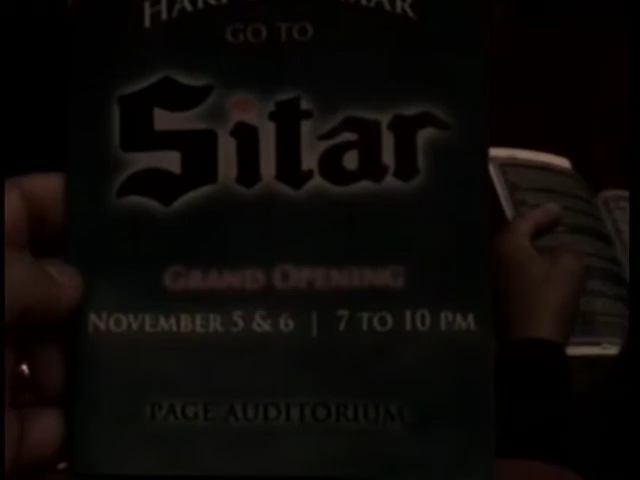 GO TO
Sitar
GRAND OPENING
NOVEMBER 5 & 6 | 7 TO 10 PM
PAGE AUDITORIUM